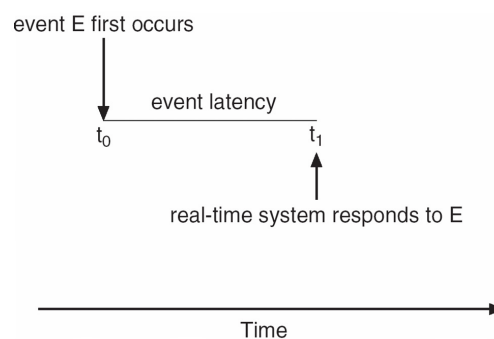 event E first occurs
event latency
t₀
t₁
real-time system responds to E
Time